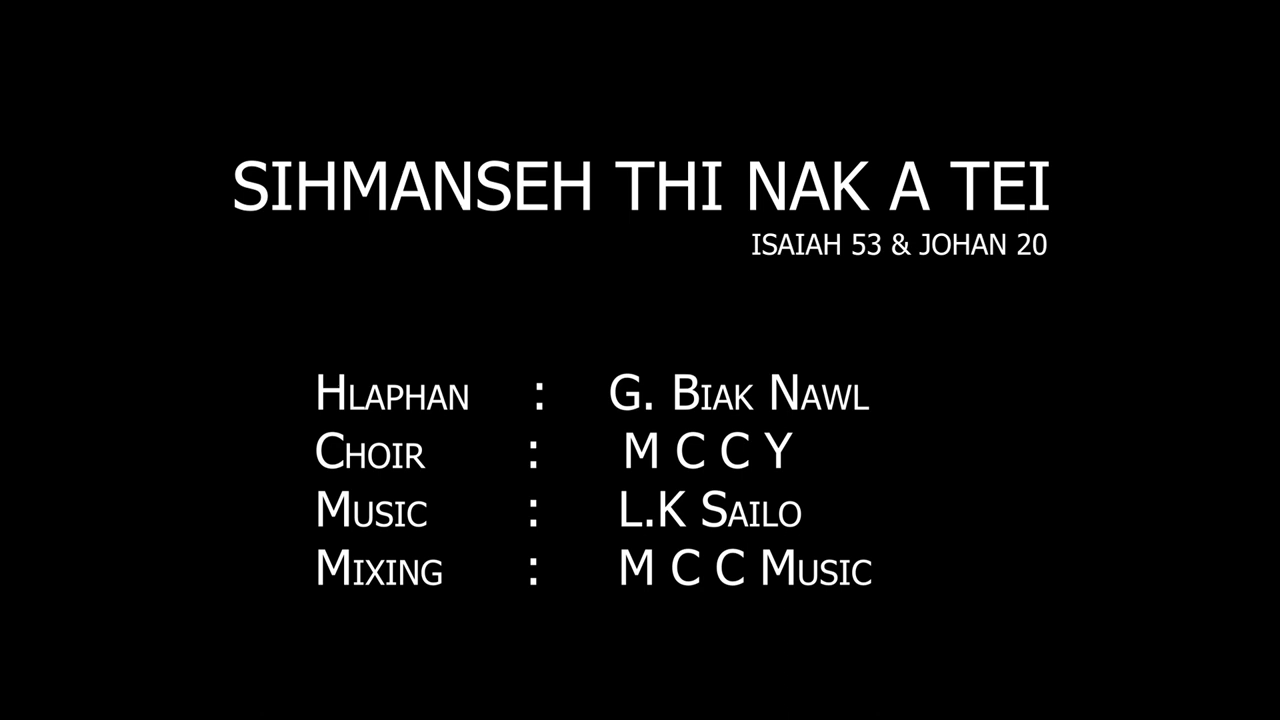 SIHMANSEH THI NAK A TEI
ISAIAH 53 & JOHAN 20
HLAPHAN : G. BIAK NAWL
CHOIR : M C C Y
MUSIC : L.K SAILO
MIXING : M C C MUSIC